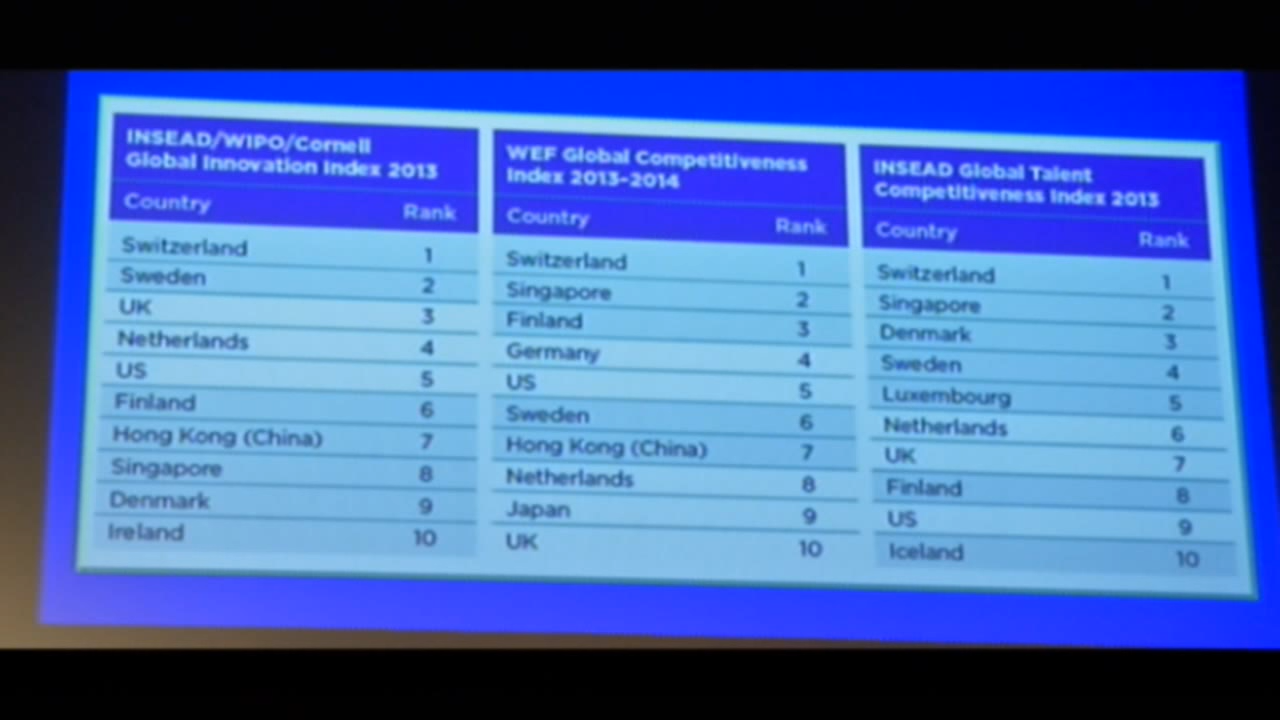 INSEAD/WIPO/Cornell
Global Innovation Index 2013
Country Rank
Switzerland 1
Sweden 2
UK 3
Netherlands 4
US 5
Finland 6
Hong Kong (China) 7
Singapore 8
Denmark 9
Ireland 10
WEF Global Competitiveness
Index 2013-2014
Country Rank
Switzerland 1
Singapore 2
Finland 3
Germany 4
US 5
Sweden 6
Hong Kong (China) 7
Netherlands 8
Japan 9
UK 10
INSEAD Global Talent
Competitiveness Index 2013
Country Rank
Switzerland 1
Singapore 2
Denmark 3
Sweden 4
Luxembourg 5
Netherlands 6
UK 7
Finland 8
US 9
Iceland 10